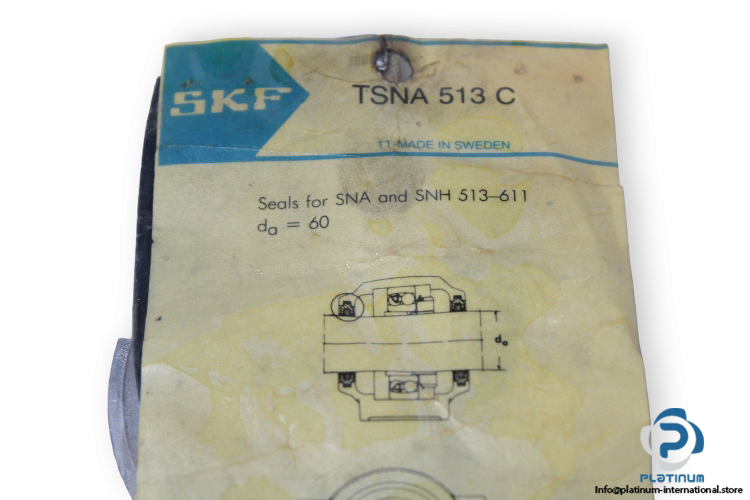 SKF
TSNA 513 C
11-MADE IN SWEDEN
Seals for SNA and SNH 513–611
da = 60
da
PLATINUM
Info@platinum-international.store